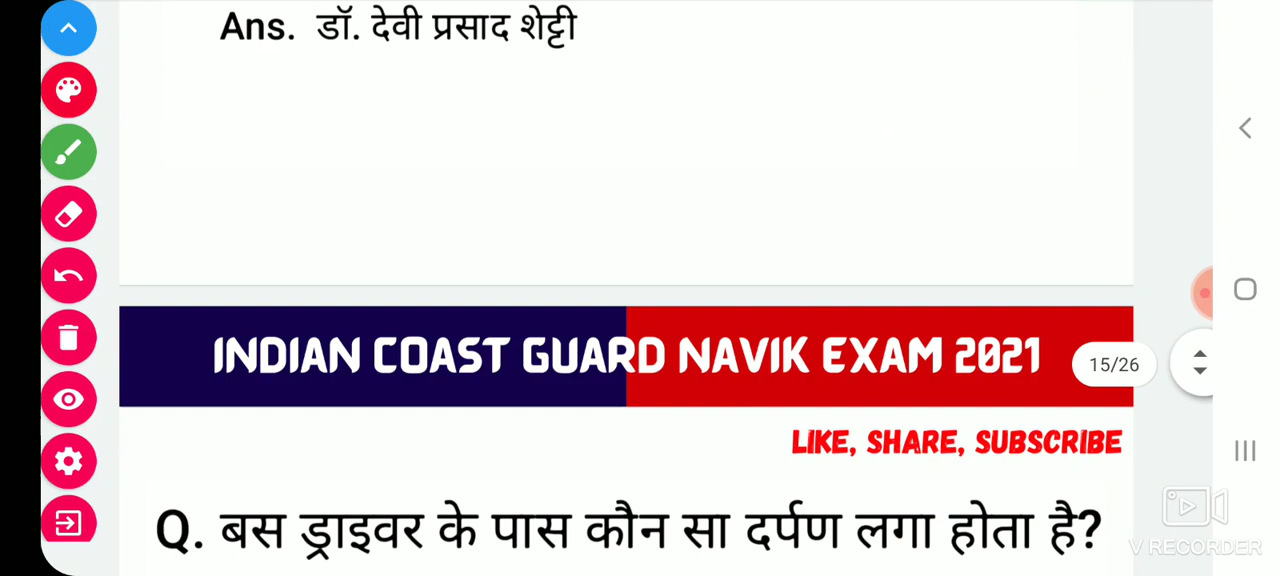 Ans. डॉ. देवी प्रसाद शेट्टी
INDIAN COAST GUARD NAVIK EXAM 2021
15/26
LIKE, SHARE, SUBSCRIBE
Q. बस ड्राइवर के पास कौन सा दर्पण लगा होता है?
V RECORDER